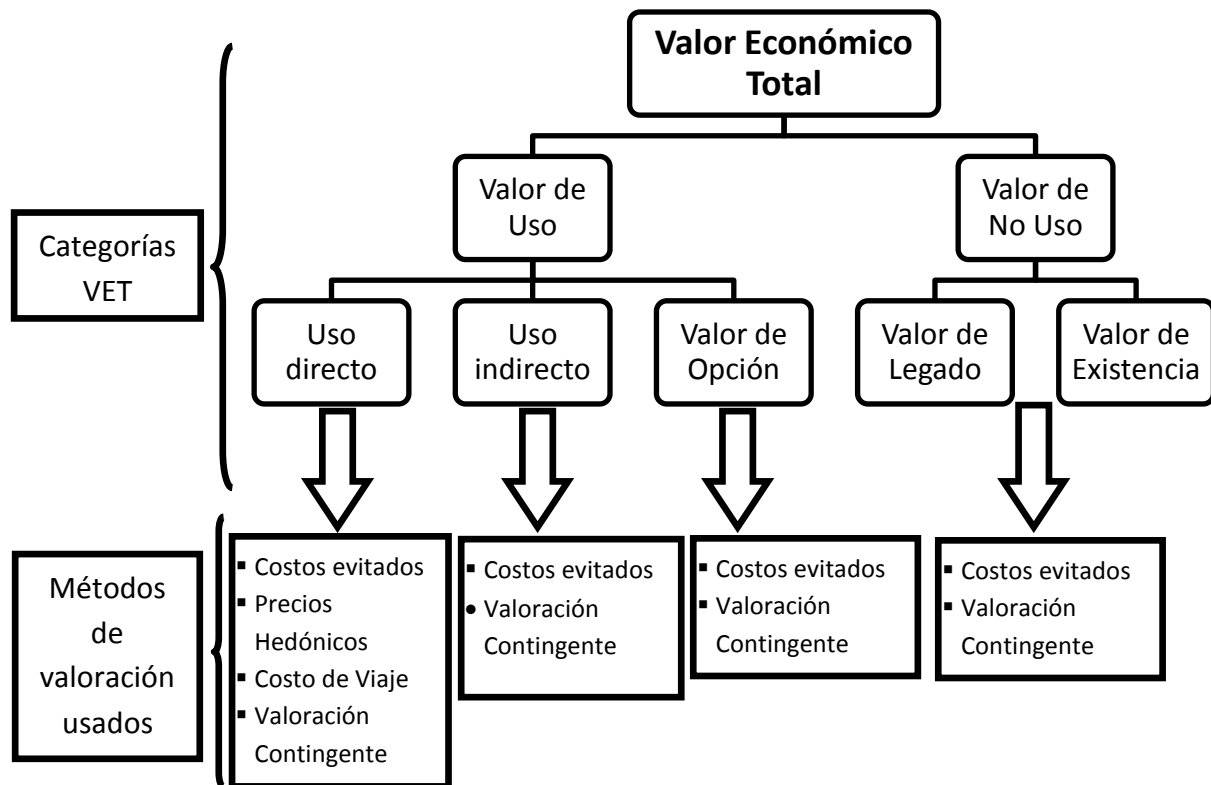 Valor Económico
Total
Valor de
Uso
Valor de
No Uso
Categorías
VET
Uso
directo
Uso
indirecto
Valor de
Opción
Valor de
Legado
Valor de
Existencia
Métodos
de
valoración
usados
▪ Costos evitados
▪ Precios
Hedónicos
▪ Costo de Viaje
▪ Valoración
Contingente
▪ Costos evitados
• Valoración
Contingente
▪ Costos evitados
▪ Valoración
Contingente
▪ Costos evitados
▪ Valoración
Contingente